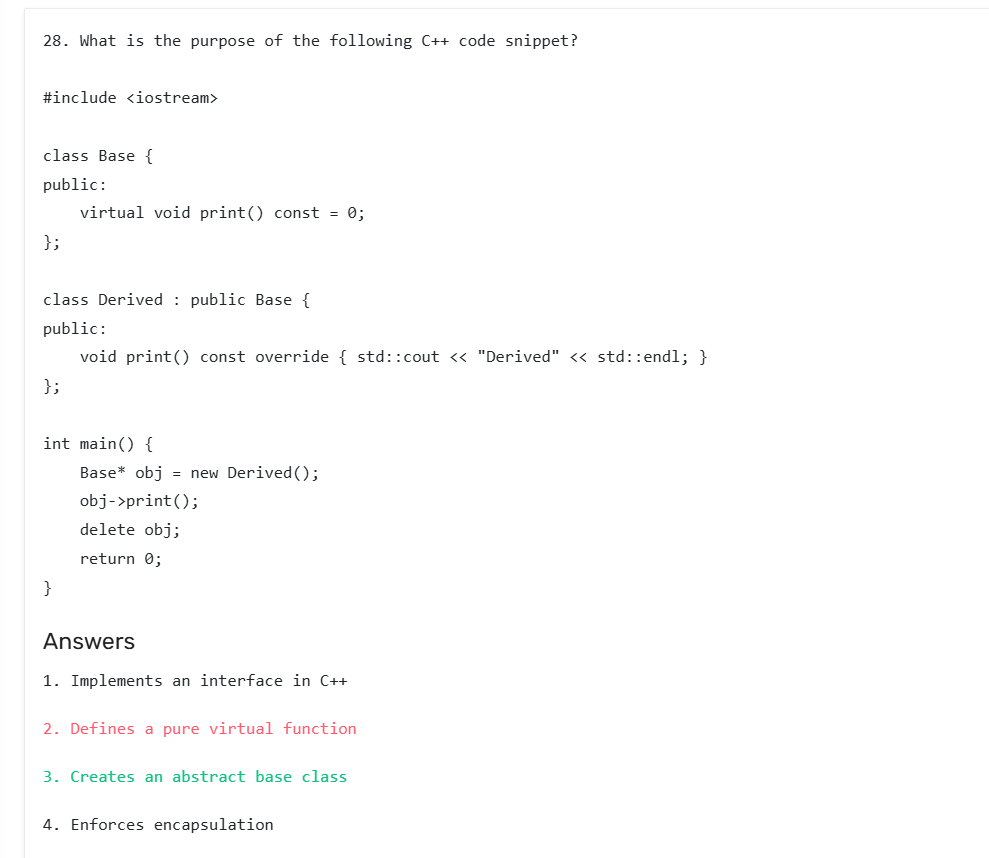 28. What is the purpose of the following C++ code snippet?
#include <iostream>
class Base {
public:
    virtual void print() const = 0;
};
class Derived : public Base {
public:
    void print() const override { std::cout << "Derived" << std::endl; }
};
int main() {
    Base* obj = new Derived();
    obj->print();
    delete obj;
    return 0;
}
Answers
1. Implements an interface in C++
2. Defines a pure virtual function
3. Creates an abstract base class
4. Enforces encapsulation